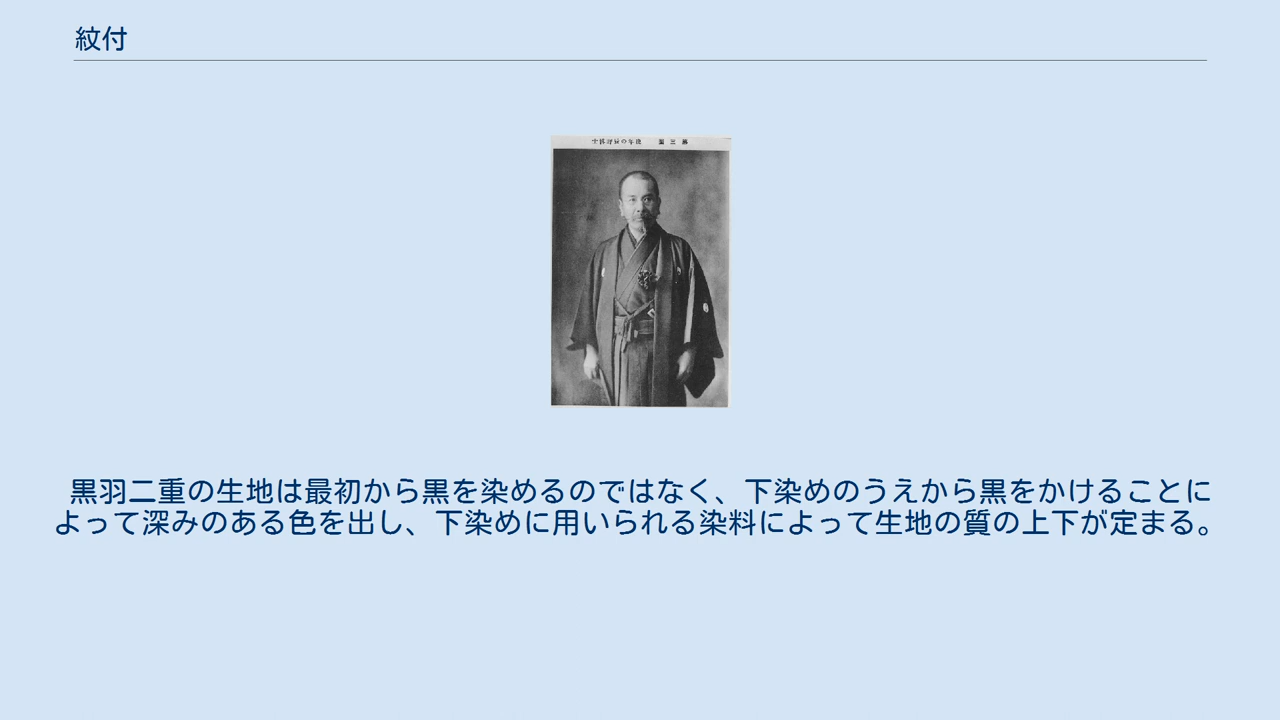 紋付
黒羽二重の生地は最初から黒を染めるのではなく、下染めのうえから黒をかけることに
よって深みのある色を出し、下染めに用いられる染料によって生地の質の上下が定まる。